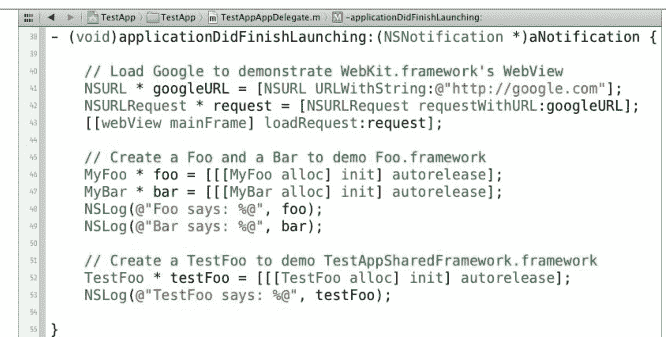 TestApp TestApp TestAppAppDelegate.m -applicationDidFinishLaunching:
38 - (void)applicationDidFinishLaunching:(NSNotification *)aNotification {
39
40 // Load Google to demonstrate WebKit.framework's WebView
41 NSURL * googleURL = [NSURL URLWithString:@"http://google.com"];
42 NSURLRequest * request = [NSURLRequest requestWithURL:googleURL];
43 [[webView mainFrame] loadRequest:request];
44
45 // Create a Foo and a Bar to demo Foo.framework
46 MyFoo * foo = [[[MyFoo alloc] init] autorelease];
47 MyBar * bar = [[[MyBar alloc] init] autorelease];
48 NSLog(@"Foo says: %@", foo);
49 NSLog(@"Bar says: %@", bar);
50
51 // Create a TestFoo to demo TestAppSharedFramework.framework
52 TestFoo * testFoo = [[[TestFoo alloc] init] autorelease];
53 NSLog(@"TestFoo says: %@", testFoo);
54
55 }